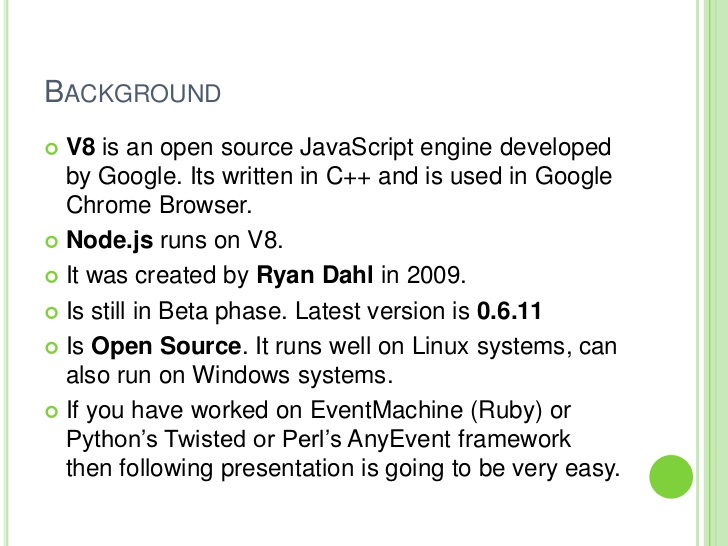 BACKGROUND
V8 is an open source JavaScript engine developed
by Google. Its written in C++ and is used in Google
Chrome Browser.
Node.js runs on V8.
It was created by Ryan Dahl in 2009.
Is still in Beta phase. Latest version is 0.6.11
Is Open Source. It runs well on Linux systems, can
also run on Windows systems.
If you have worked on EventMachine (Ruby) or
Python’s Twisted or Perl’s AnyEvent framework
then following presentation is going to be very easy.